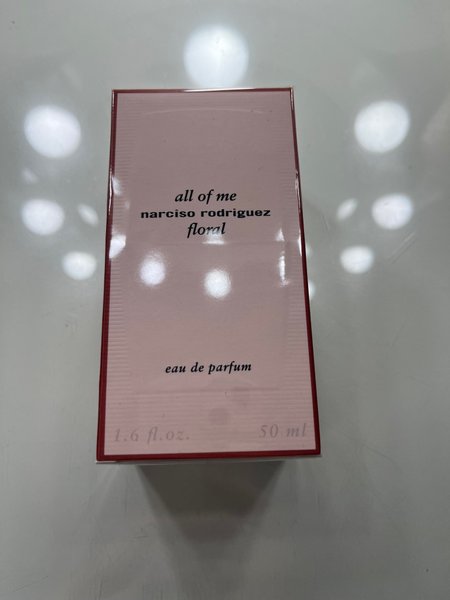 all of me
narciso rodriguez
floral
eau de parfum
1.6 fl.oz. 50 ml